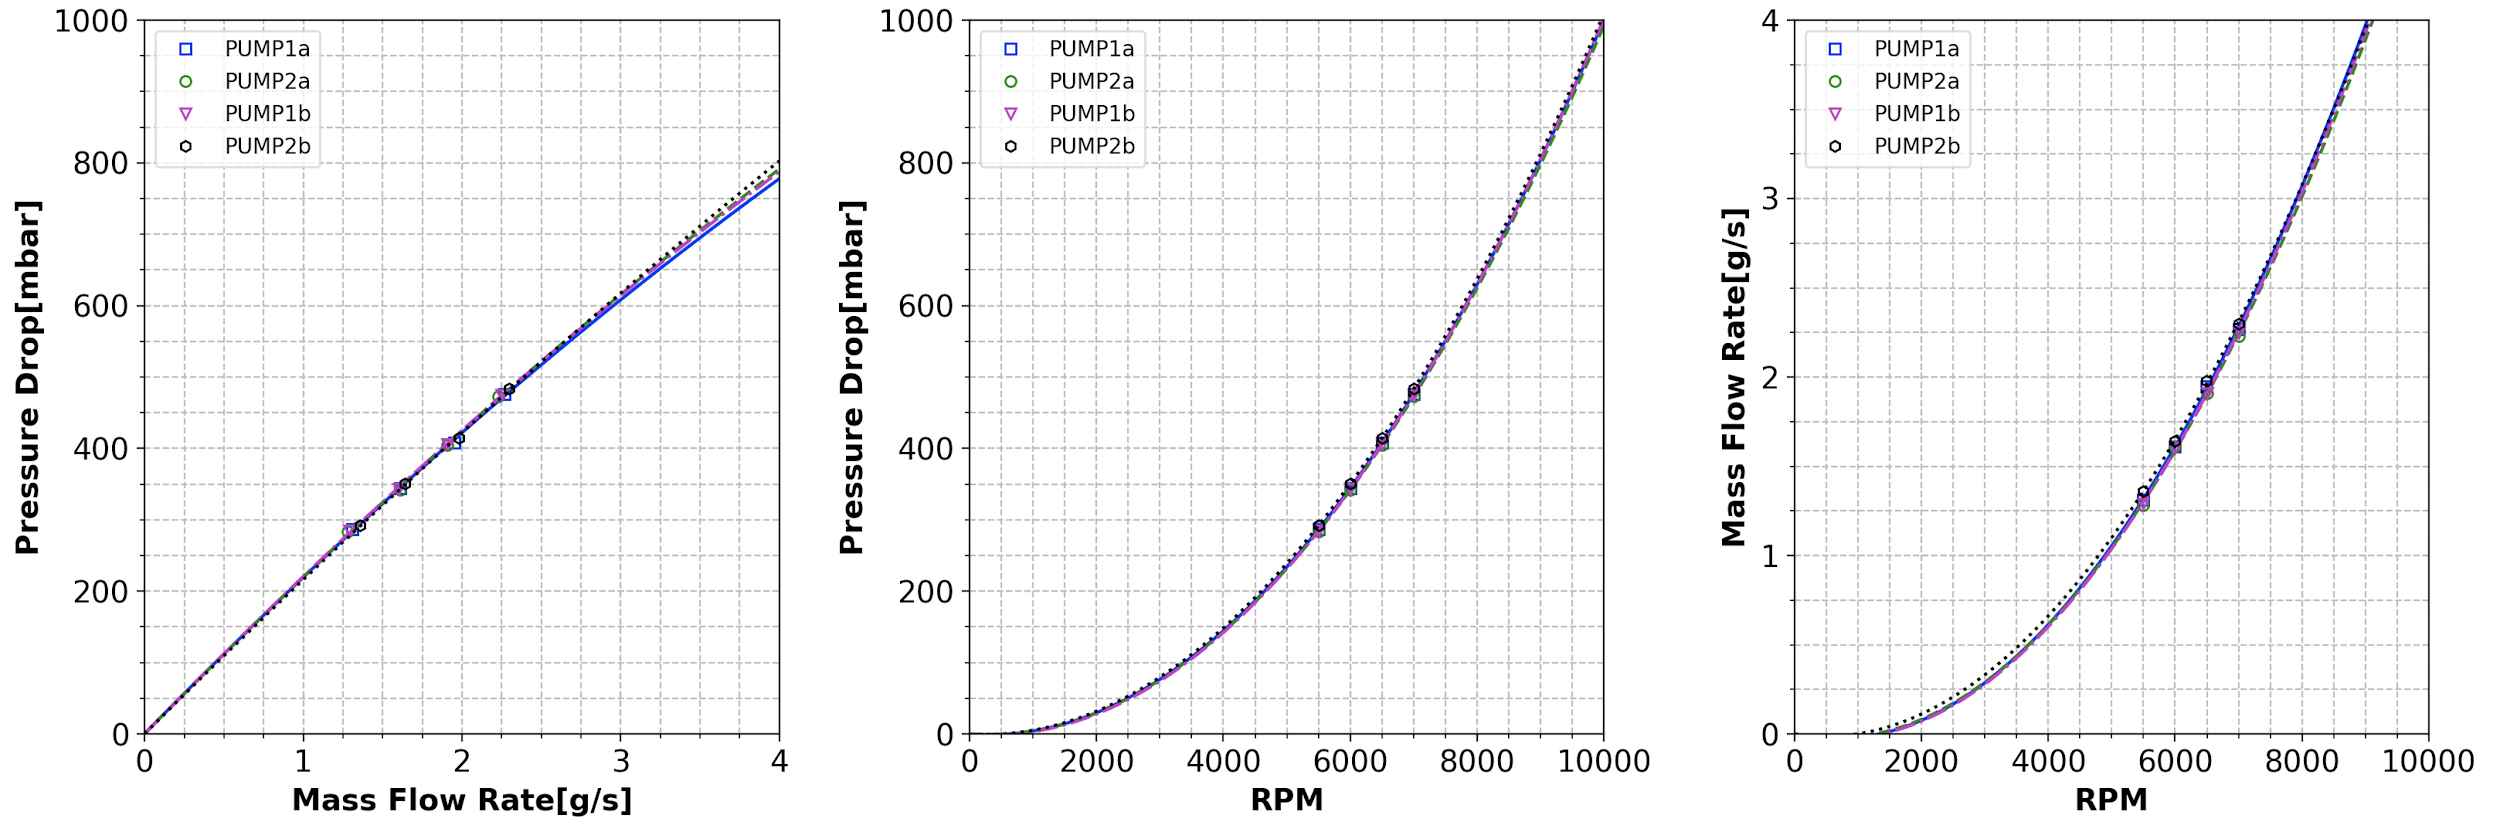 1000
800
600
400
200
0
Pressure Drop[mbar]
PUMP1a
PUMP2a
PUMP1b
PUMP2b
0 1 2 3 4
Mass Flow Rate[g/s]
1000
800
600
400
200
0
Pressure Drop[mbar]
PUMP1a
PUMP2a
PUMP1b
PUMP2b
0 2000 4000 6000 8000 10000
RPM
4
3
2
1
0
Mass Flow Rate[g/s]
PUMP1a
PUMP2a
PUMP1b
PUMP2b
0 2000 4000 6000 8000 10000
RPM